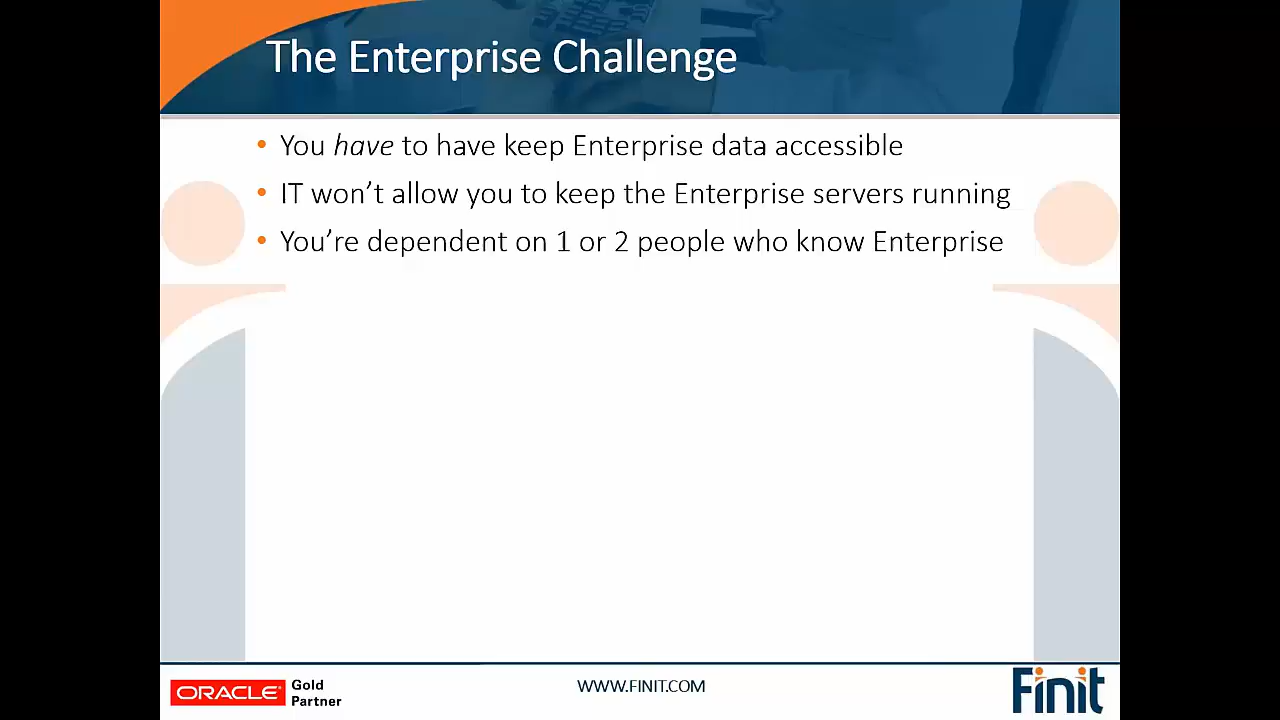 The Enterprise Challenge
• You have to have keep Enterprise data accessible
• IT won’t allow you to keep the Enterprise servers running
• You’re dependent on 1 or 2 people who know Enterprise
ORACLE Gold Partner
WWW.FINIT.COM
Finit